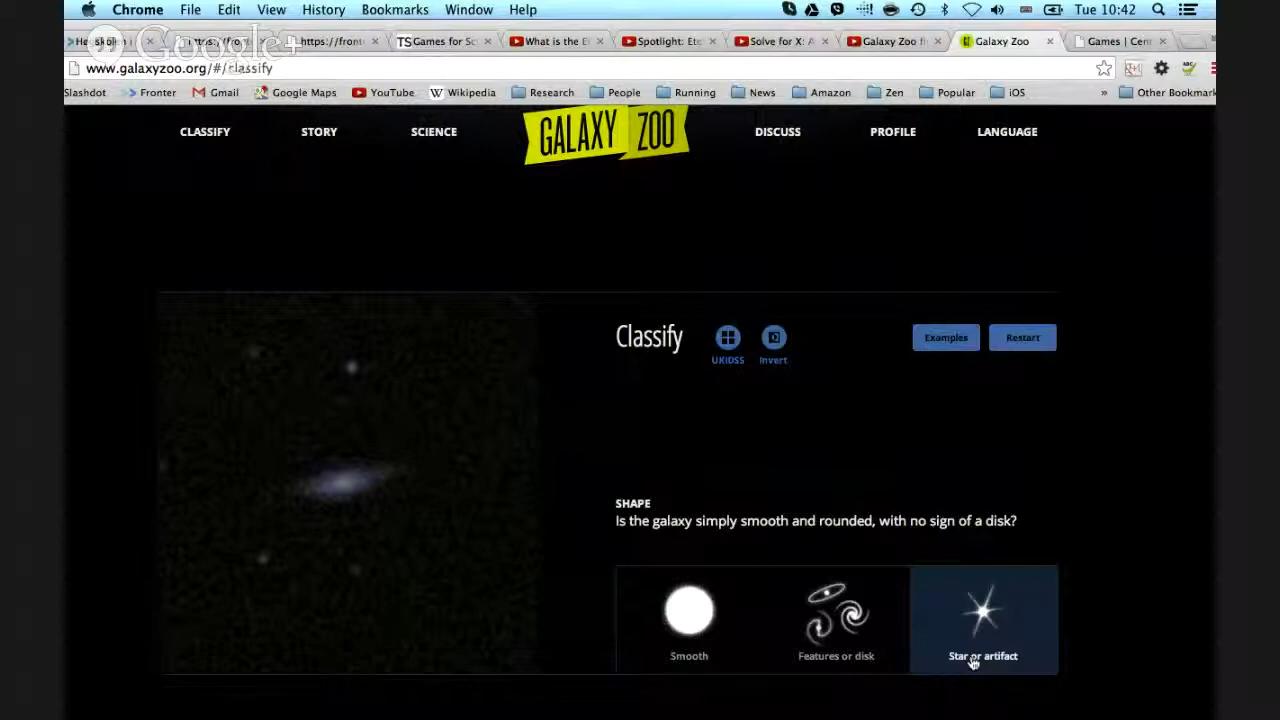 Chrome File Edit View History Bookmarks Window Help Tue 10:42
Google+
https://front TS Games for Sc What is the E Spotlight: Ete Solve for X: A Galaxy Zoo fl Galaxy Zoo Games | Cen
www.galaxyzoo.org/#/classify
Slashdot Fronter Gmail Google Maps YouTube Wikipedia Research People Running News Amazon Zen Popular iOS » Other Bookmark
CLASSIFY STORY SCIENCE GALAXY ZOO DISCUSS PROFILE LANGUAGE
Classify UKIDSS Invert Examples Restart
SHAPE
Is the galaxy simply smooth and rounded, with no sign of a disk?
Smooth Features or disk Star or artifact